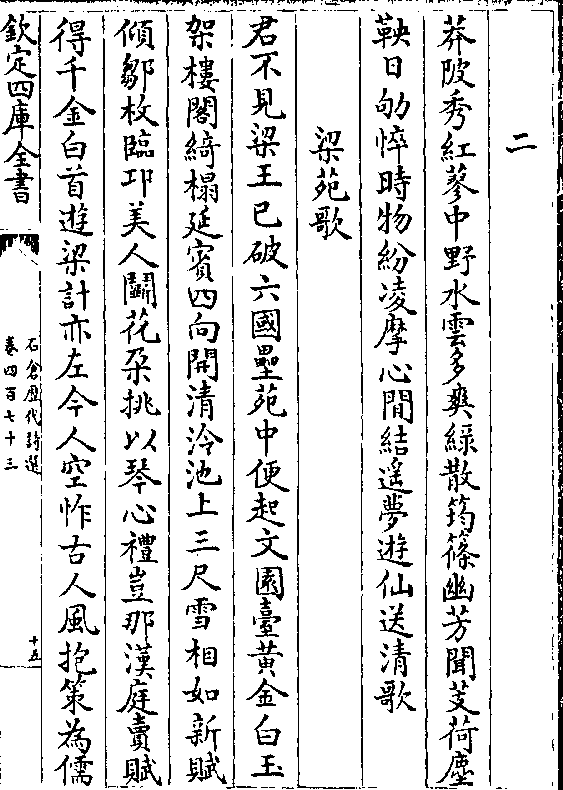 二
莽陂秀紅蓼中野水雲多爽綠散筠篠幽芳聞芰荷塵
鞅日劬悴時物紛凌摩心間結遥夢遊仙送清歌
梁苑歌
君不見梁王已破六國壘苑中便起文園臺黄金白玉
架樓閣綺榻延賓四向開清泠池上三尺雪相如新賦
傾鄒枚臨卭美人鬭花朶挑以琴心禮豈那漢庭賣賦
得千金白首遊梁計亦左今人空怍古人風抱策為儒
欽定四庫全書
石倉歷代詩選
卷四百七十三
十五